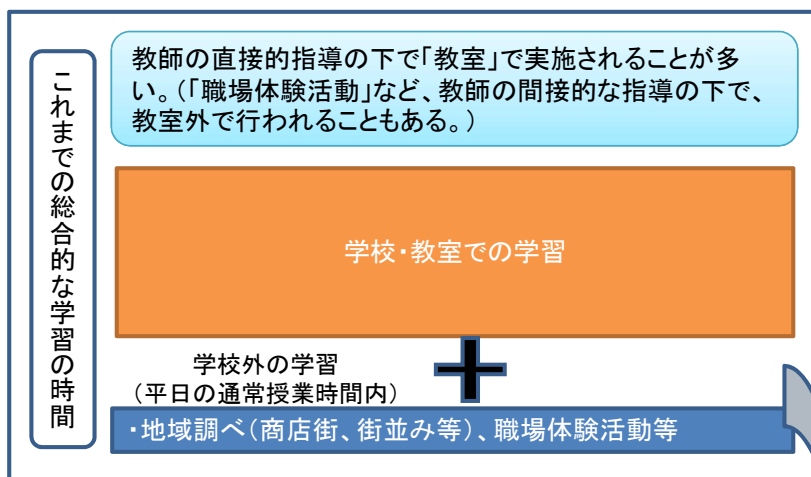 これまでの総合的な学習の時間
教師の直接的指導の下で「教室」で実施されることが多
い。(「職場体験活動」など、教師の間接的な指導の下で、
教室外で行われることもある。)
学校・教室での学習
学校外の学習
(平日の通常授業時間内)
・地域調べ(商店街、街並み等)、職場体験活動等